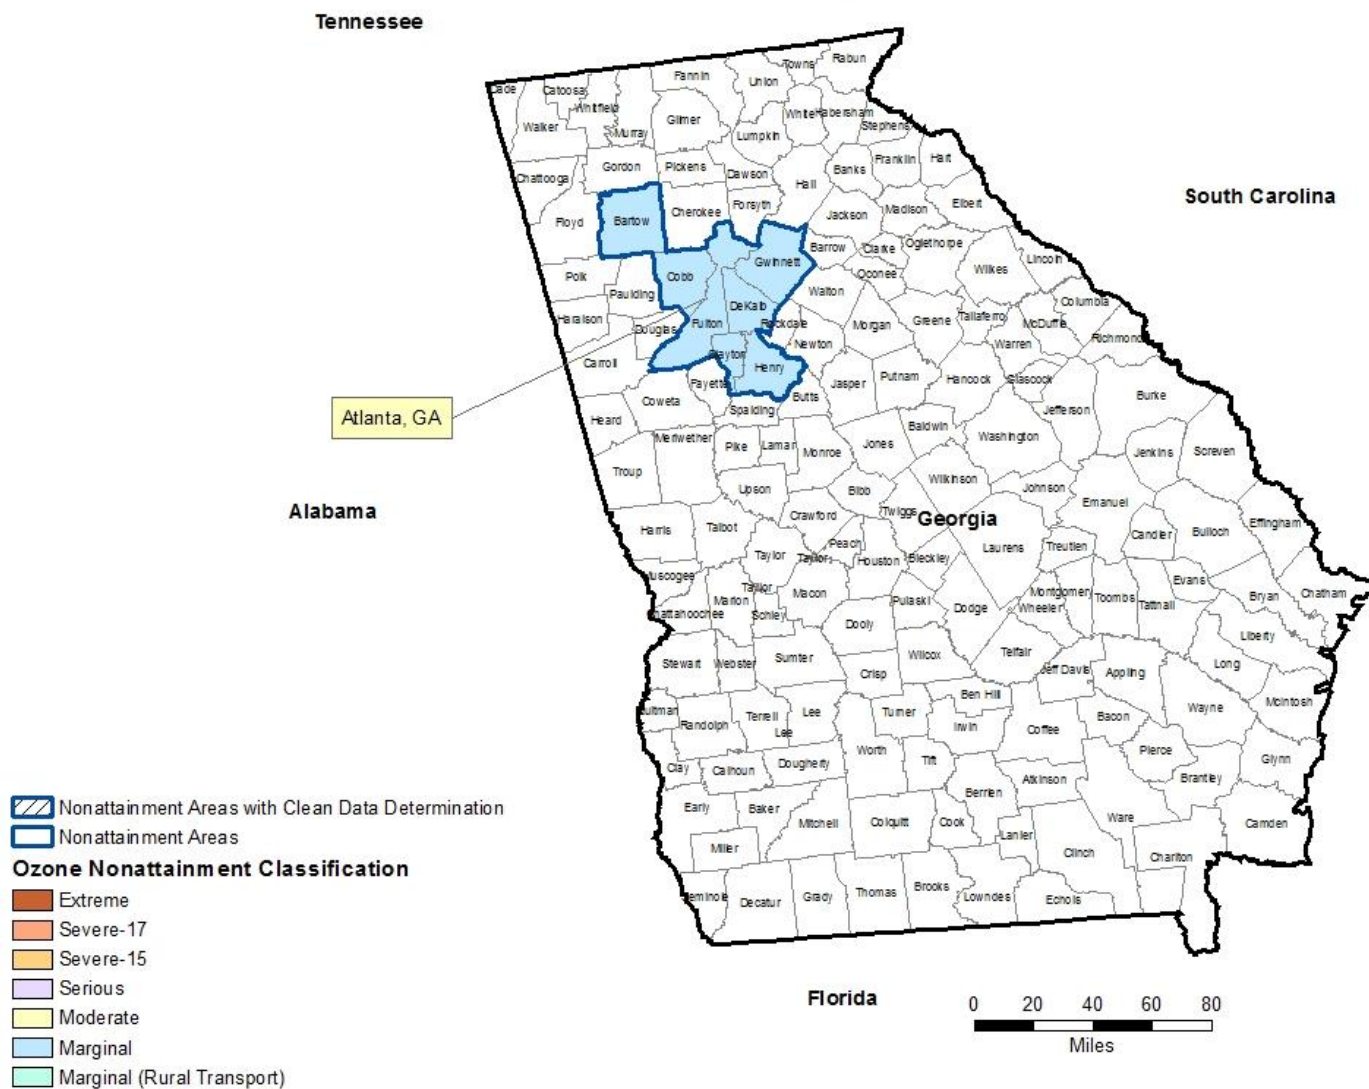 Tennessee
Rabun
Towns
Fannin
Union
Dade
Catoosa
Whitfield
White
Habersham
Gilmer
Walker
Murray
Lumpkin
Stephens
Gordon
Pickens
Dawson
Banks
Franklin
Hart
Chattooga
Hall
South Carolina
Bartow
Cherokee
Forsyth
Jackson
Madison
Elbert
Floyd
Barrow
Clarke
Oglethorpe
Gwinnett
Cobb
Polk
Oconee
Wilkes
Lincoln
Paulding
Walton
DeKalb
Columbia
Haralson
Douglas
Fulton
Rockdale
Morgan
Greene
Taliaferro
McDuffie
Newton
Warren
Richmond
Clayton
Carroll
Henry
Fayette
Jasper
Putnam
Hancock
Glascock
Coweta
Butts
Burke
Atlanta, GA
Heard
Spalding
Jefferson
Meriwether
Pike
Lamar
Monroe
Jones
Baldwin
Washington
Jenkins
Screven
Troup
Upson
Bibb
Wilkinson
Johnson
Emanuel
Alabama
Twiggs
Georgia
Crawford
Harris
Talbot
Effingham
Candler
Bulloch
Peach
Laurens
Treutlen
Taylor
Taylor
Houston
Bleckley
Muscogee
Evans
Taylor
Macon
Marion
Pulaski
Dodge
Montgomery
Wheeler
Toombs
Tattnall
Bryan
Chatham
Chattahoochee
Schley
Dooly
Liberty
Stewart
Webster
Sumter
Wilcox
Telfair
Jeff Davis
Appling
Long
Crisp
Ben Hill
McIntosh
Quitman
Randolph
Terrell
Lee
Lee
Turner
Irwin
Coffee
Bacon
Wayne
Worth
Tift
Pierce
Clay
Calhoun
Dougherty
Glynn
Atkinson
Brantley
Early
Baker
Berrien
Mitchell
Colquitt
Cook
Ware
Camden
Miller
Lanier
Clinch
Charlton
Seminole
Decatur
Grady
Thomas
Brooks
Lowndes
Echols
Florida
0 20 40 60 80
Miles
Nonattainment Areas with Clean Data Determination
Nonattainment Areas
Ozone Nonattainment Classification
Extreme
Severe-17
Severe-15
Serious
Moderate
Marginal
Marginal (Rural Transport)